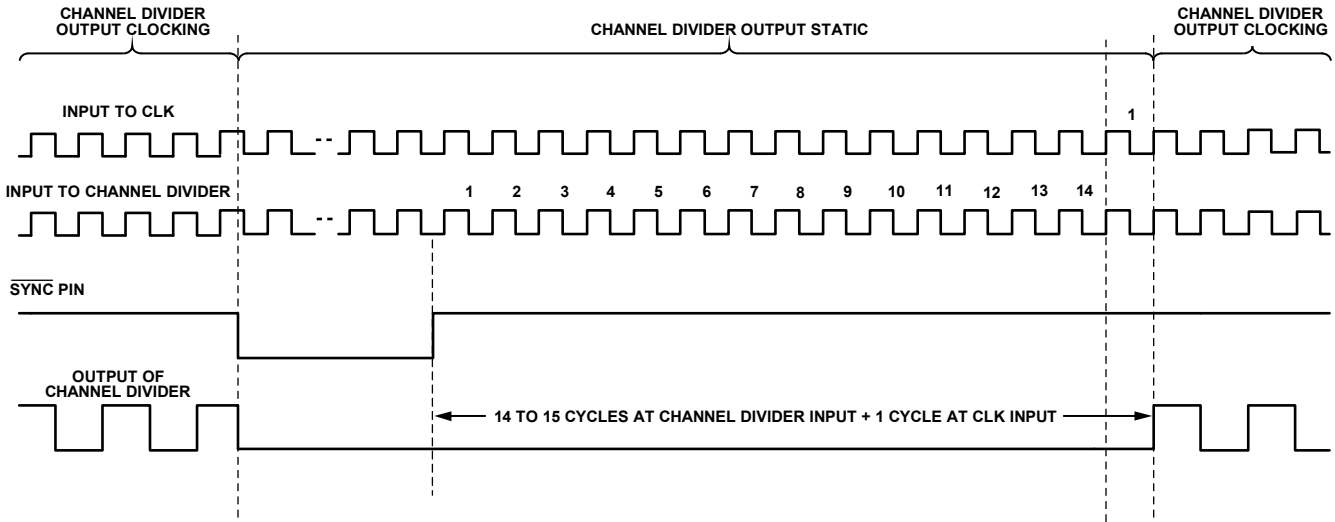 CHANNEL DIVIDER
OUTPUT CLOCKING
CHANNEL DIVIDER OUTPUT STATIC
CHANNEL DIVIDER
OUTPUT CLOCKING
INPUT TO CLK
1
INPUT TO CHANNEL DIVIDER
1 2 3 4 5 6 7 8 9 10 11 12 13 14
SYNC PIN
OUTPUT OF
CHANNEL DIVIDER
14 TO 15 CYCLES AT CHANNEL DIVIDER INPUT + 1 CYCLE AT CLK INPUT